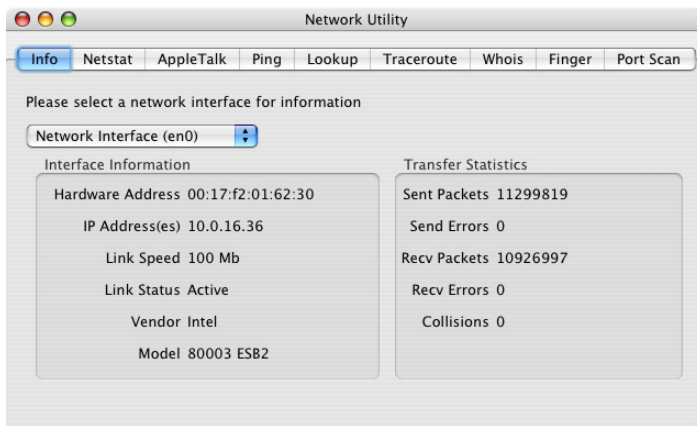 Network Utility
Info Netstat AppleTalk Ping Lookup Traceroute Whois Finger Port Scan
Please select a network interface for information
Network Interface (en0)
Interface Information
Hardware Address 00:17:f2:01:62:30
IP Address(es) 10.0.16.36
Link Speed 100 Mb
Link Status Active
Vendor Intel
Model 80003 ESB2
Transfer Statistics
Sent Packets 11299819
Send Errors 0
Recv Packets 10926997
Recv Errors 0
Collisions 0